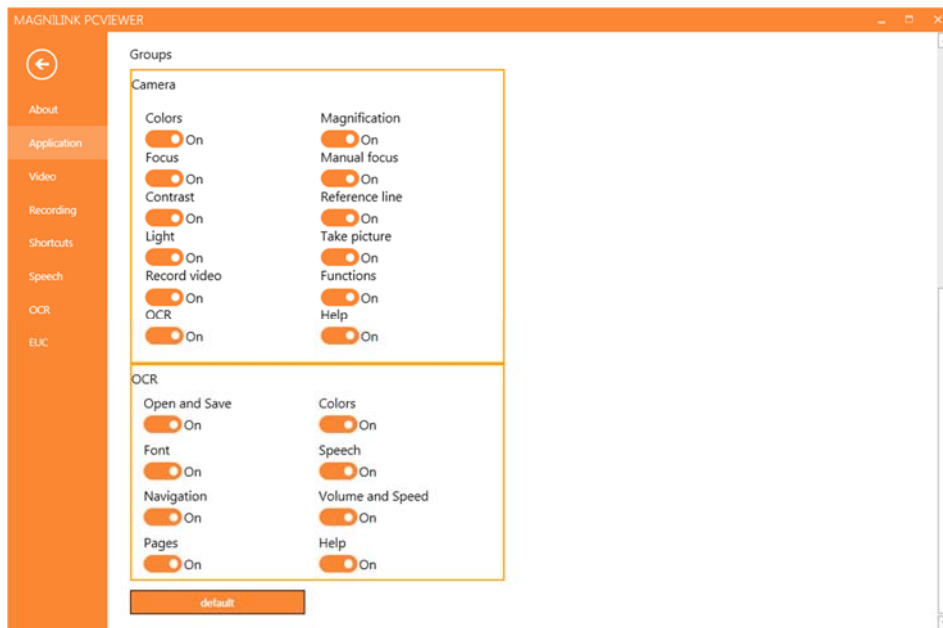 MAGNILINK PCVIEWER
About
Application
Video
Recording
Shortcuts
Speech
OCR
EUC
Groups
Camera
Colors Magnification
On On
Focus Manual focus
On On
Contrast Reference line
On On
Light Take picture
On On
Record video Functions
On On
OCR Help
On On
OCR
Open and Save Colors
On On
Font Speech
On On
Navigation Volume and Speed
On On
Pages Help
On On
default